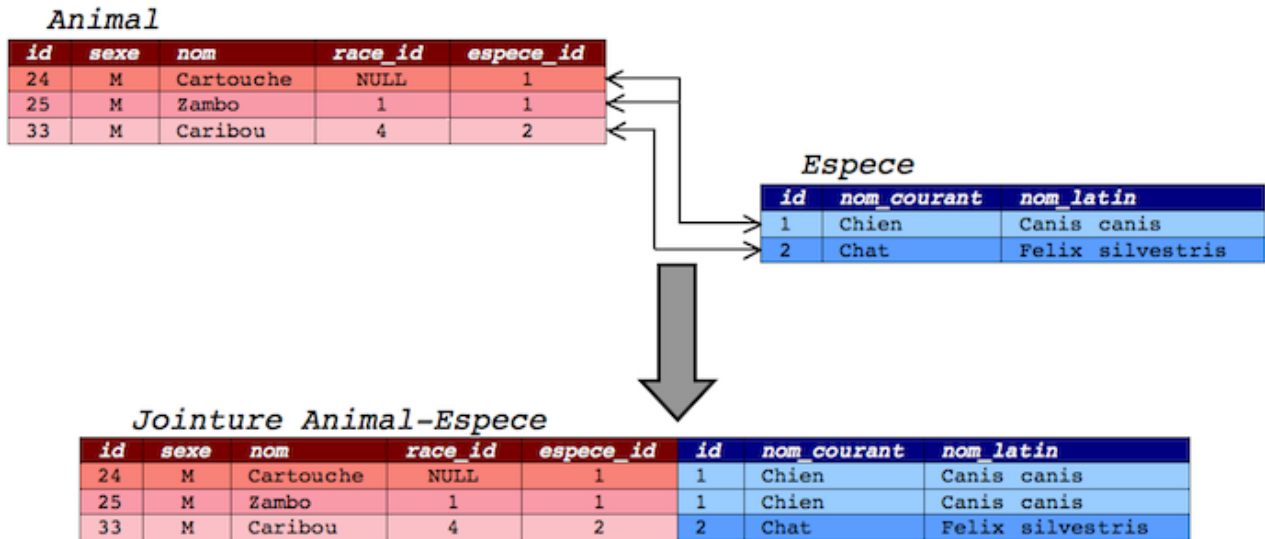 Animal
id sexe nom race_id espece_id
24 M Cartouche NULL 1
25 M Zambo 1 1
33 M Caribou 4 2
Espece
id nom_courant nom_latin
1 Chien Canis canis
2 Chat Felix silvestris
Jointure Animal-Espece
id sexe nom race_id espece_id id nom_courant nom_latin
24 M Cartouche NULL 1 1 Chien Canis canis
25 M Zambo 1 1 1 Chien Canis canis
33 M Caribou 4 2 2 Chat Felix silvestris